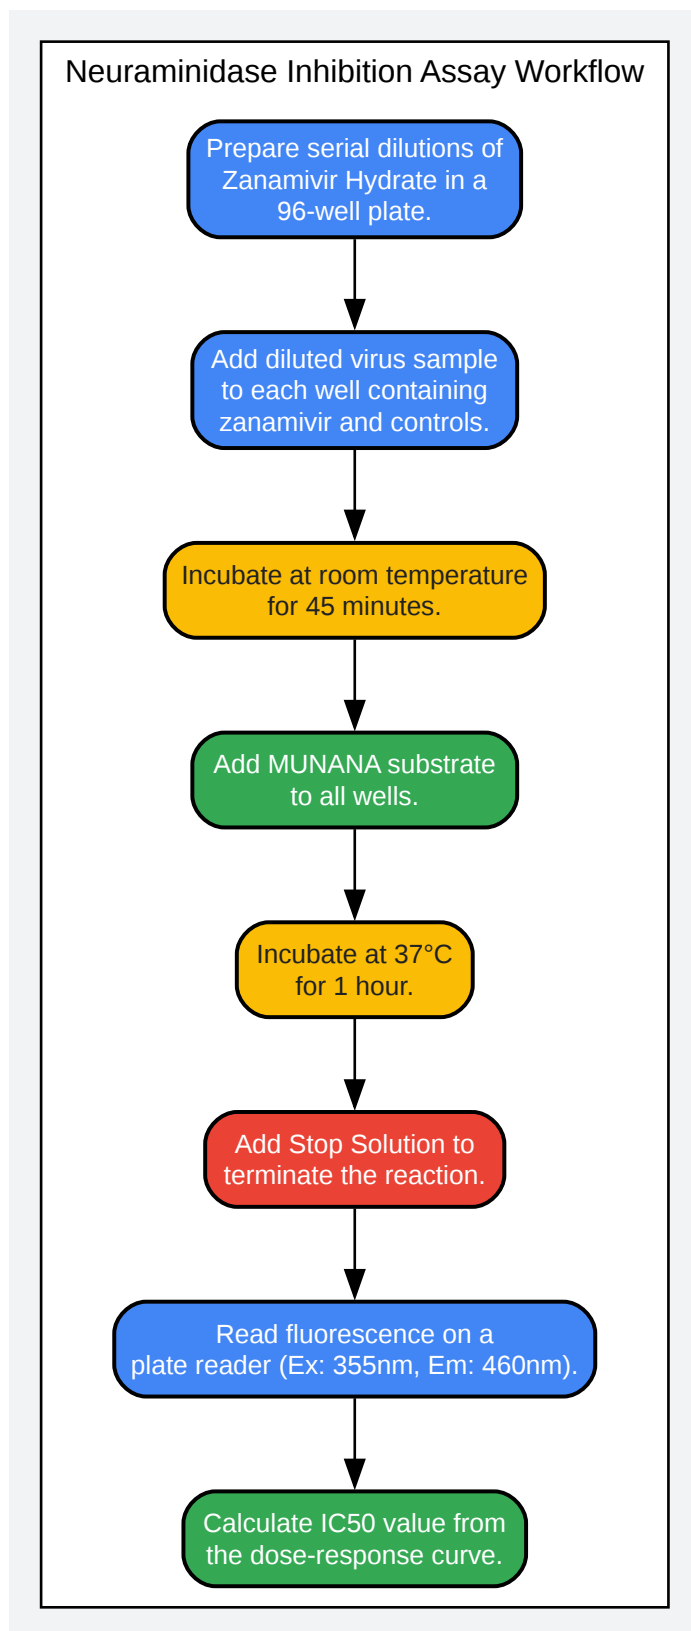 Neuraminidase Inhibition Assay Workflow
Prepare serial dilutions of
Zanamivir Hydrate in a
96-well plate.
Add diluted virus sample
to each well containing
zanamivir and controls.
Incubate at room temperature
for 45 minutes.
Add MUNANA substrate
to all wells.
Incubate at 37°C
for 1 hour.
Add Stop Solution to
terminate the reaction.
Read fluorescence on a
plate reader (Ex: 355nm, Em: 460nm).
Calculate IC50 value from
the dose-response curve.